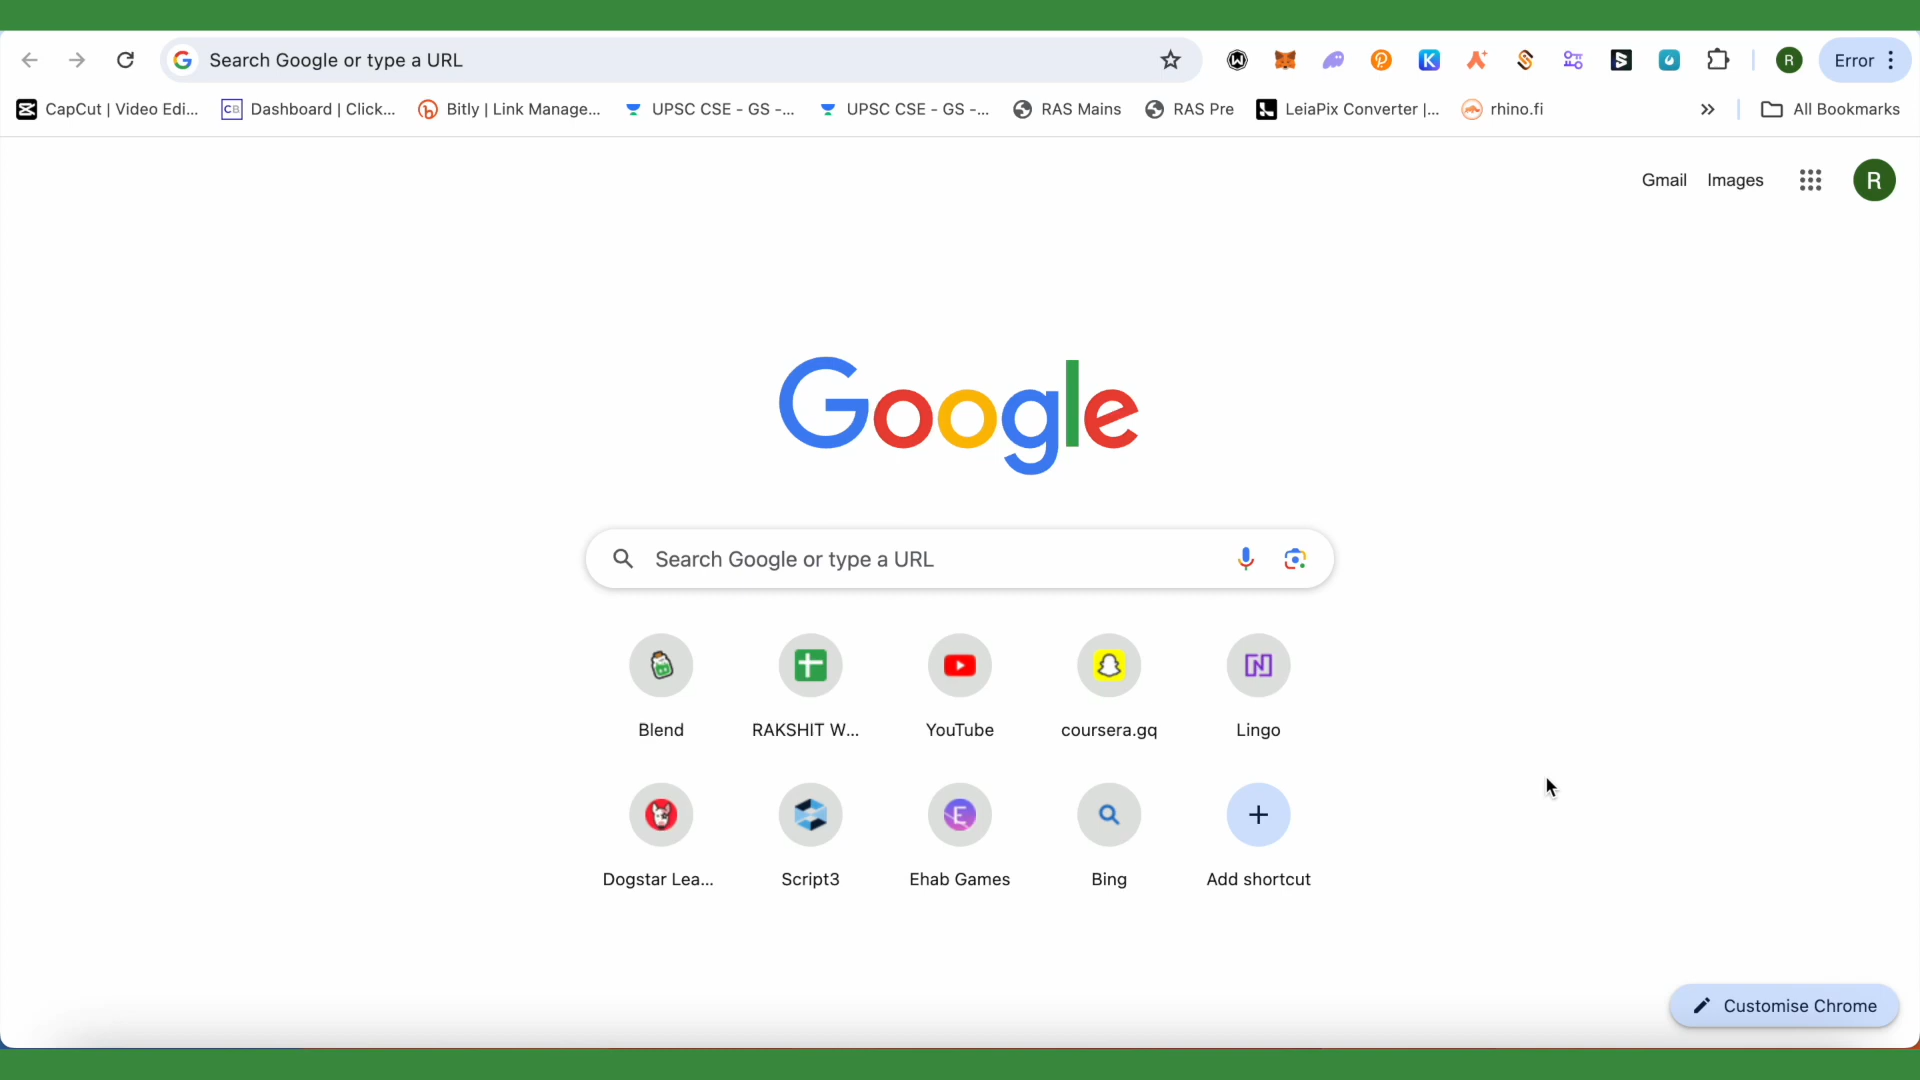 Search Google or type a URL
Error
CapCut | Video Edi... Dashboard | Click... Bitly | Link Manage... UPSC CSE - GS -... UPSC CSE - GS -... RAS Mains RAS Pre LeiaPix Converter |... rhino.fi All Bookmarks
Gmail Images R
Google
Search Google or type a URL
Blend RAKSHIT W... YouTube coursera.gq Lingo
Dogstar Lea... Script3 Ehab Games Bing Add shortcut
Customise Chrome